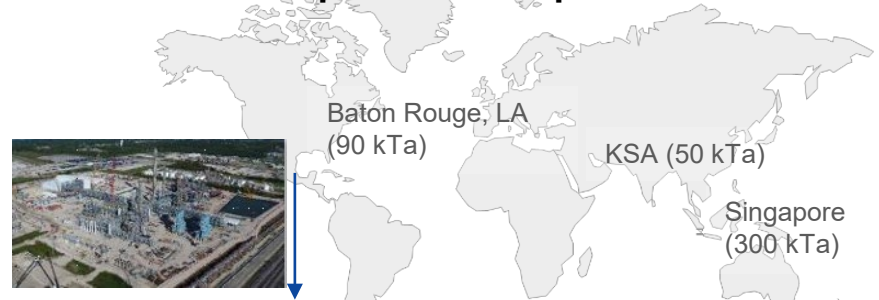 Baton Rouge, LA
(90 kTa)
KSA (50 kTa)
Singapore
(300 kTa)